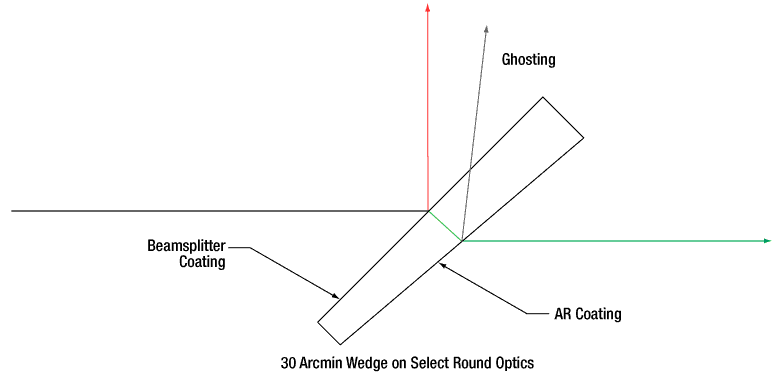 Ghosting
Beamsplitter
Coating
AR Coating
30 Arcmin Wedge on Select Round Optics